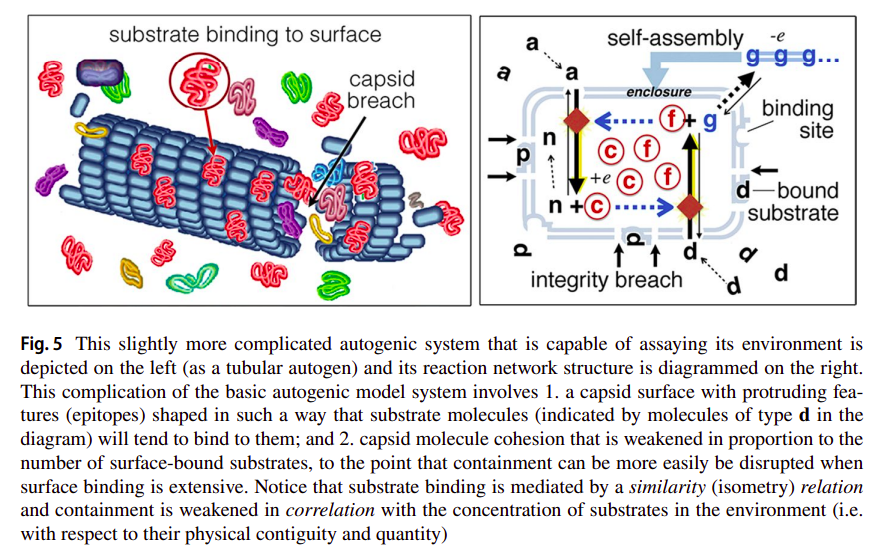 substrate binding to surface
capsid
breach
self-assembly
-e
g g g...
a
a
a
enclosure
f + g
binding
site
n
c
f
p
+e
c
f
d
bound
substrate
n + c
p
p
d
d
d
d
integrity breach
Fig. 5 This slightly more complicated autogenic system that is capable of assaying its environment is
depicted on the left (as a tubular autogen) and its reaction network structure is diagrammed on the right.
This complication of the basic autogenic model system involves 1. a capsid surface with protruding fea-
tures (epitopes) shaped in such a way that substrate molecules (indicated by molecules of type d in the
diagram) will tend to bind to them; and 2. capsid molecule cohesion that is weakened in proportion to the
number of surface-bound substrates, to the point that containment can be more easily be disrupted when
surface binding is extensive. Notice that substrate binding is mediated by a similarity (isometry) relation
and containment is weakened in correlation with the concentration of substrates in the environment (i.e.
with respect to their physical contiguity and quantity)